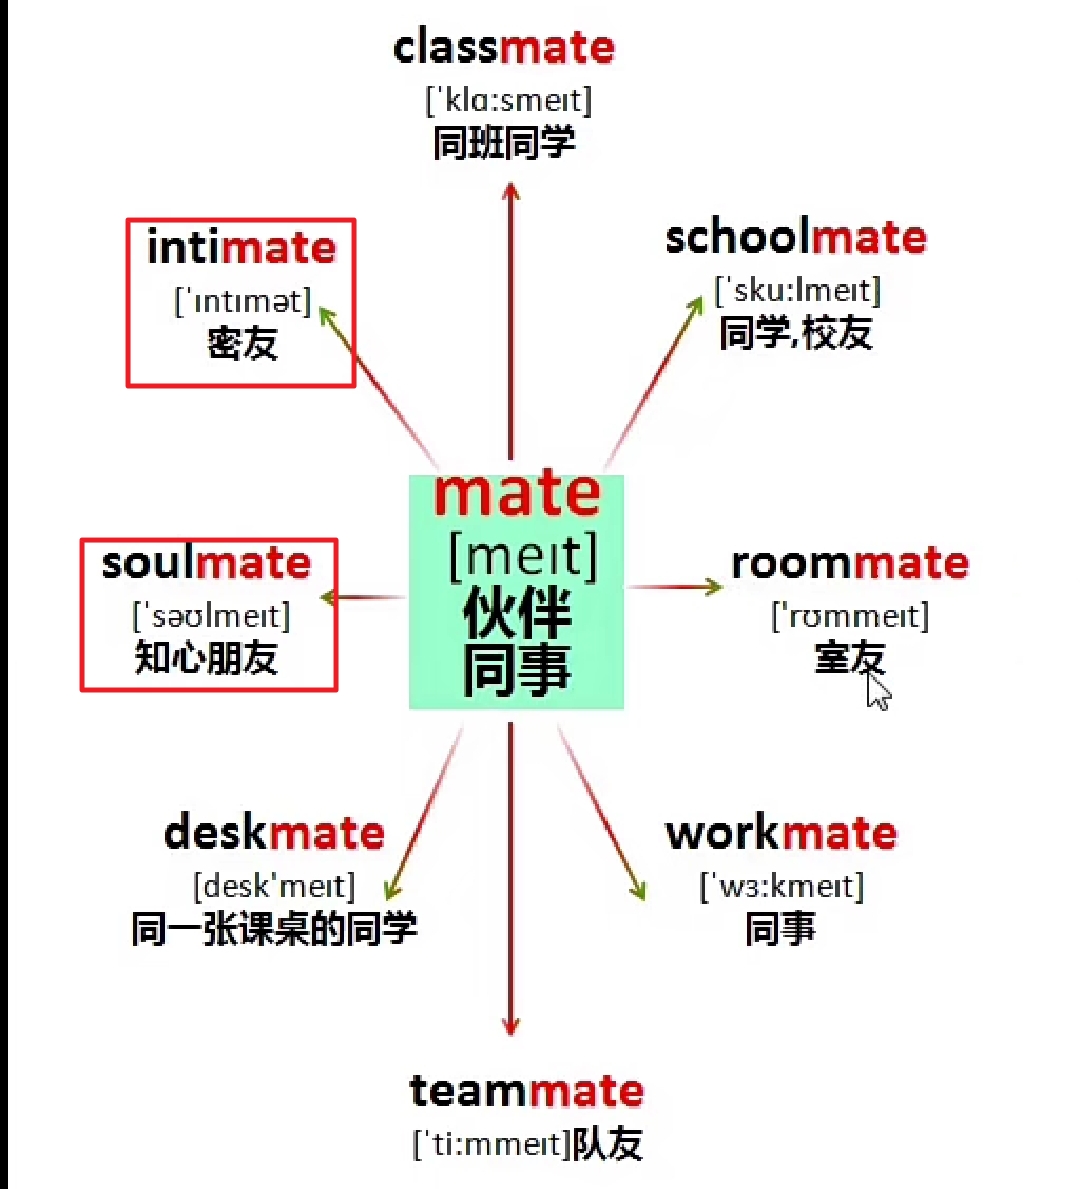 classmate
[ˈklɑ:smeɪt]
同班同学
intimate
[ˈɪntɪmət]
密友
schoolmate
[ˈsku:lmeɪt]
同学,校友
mate
[meɪt]
伙伴
同事
soulmate
[ˈsəʊlmeɪt]
知心朋友
roommate
[ˈrʊmmeɪt]
室友
deskmate
[desk'meɪt]
同一张课桌的同学
workmate
[ˈwɜ:kmeɪt]
同事
teammate
[ˈti:mmeɪt]队友